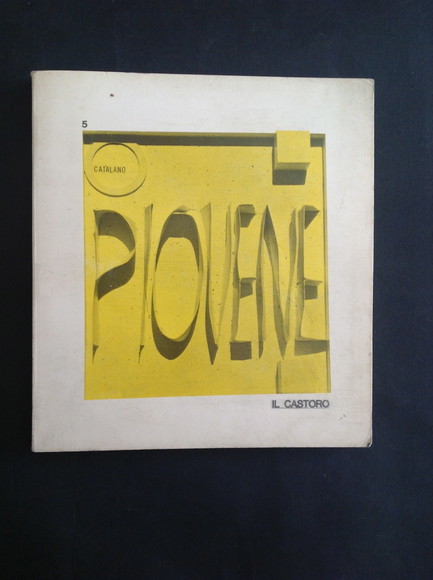 5
CATALANO
PIOVENE
IL CASTORO